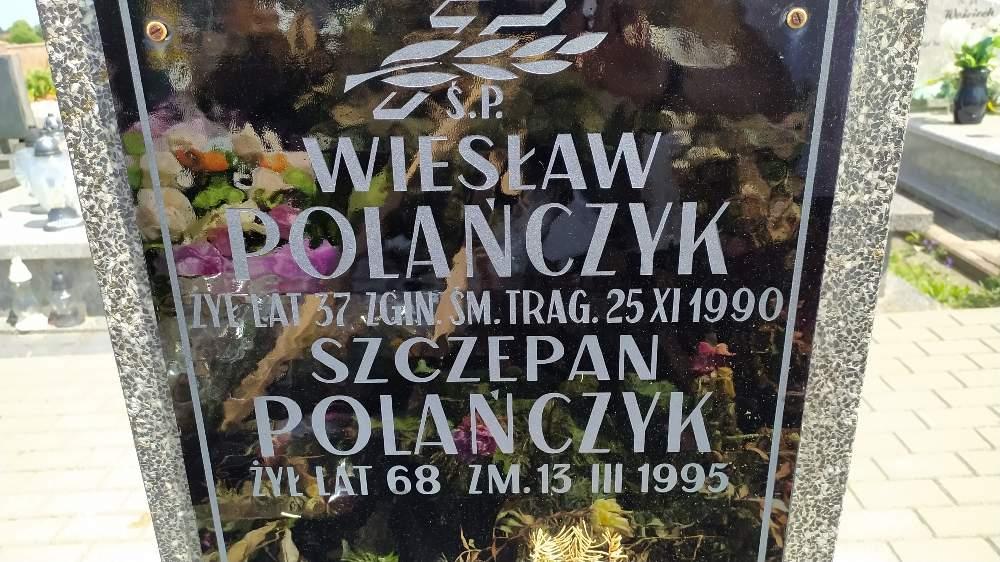 Ś.P.
WIESŁAW
POLAŃCZYK
ŻYŁ LAT 37 ZGIN. ŚM. TRAG. 25 XI 1990
SZCZEPAN
POLAŃCZYK
ŻYŁ LAT 68 ZM. 13 III 1995